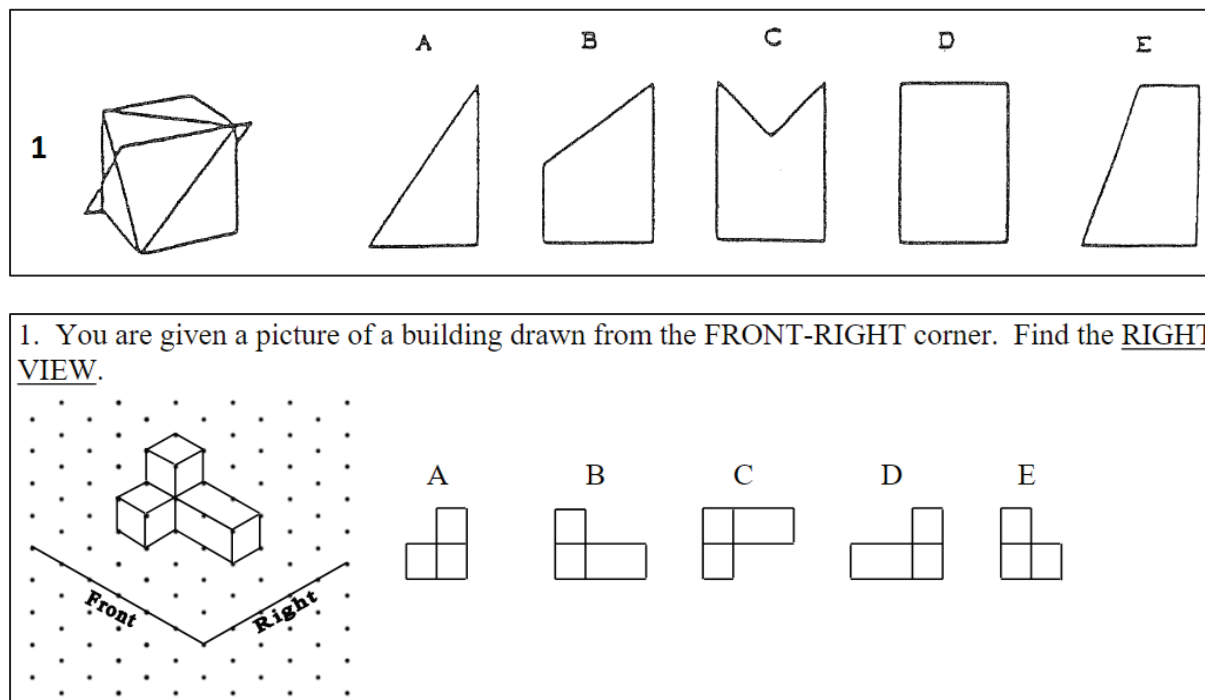 A B C D E
1
1. You are given a picture of a building drawn from the FRONT-RIGHT corner. Find the RIGHT
VIEW.
A B C D E
Front Right